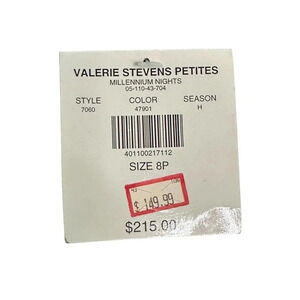 VALERIE STEVENS PETITES
MILLENNIUM NIGHTS
05-110-43-704
STYLE COLOR SEASON
7060 47901 H
401100217112
SIZE 8P
$149.99
$215.00